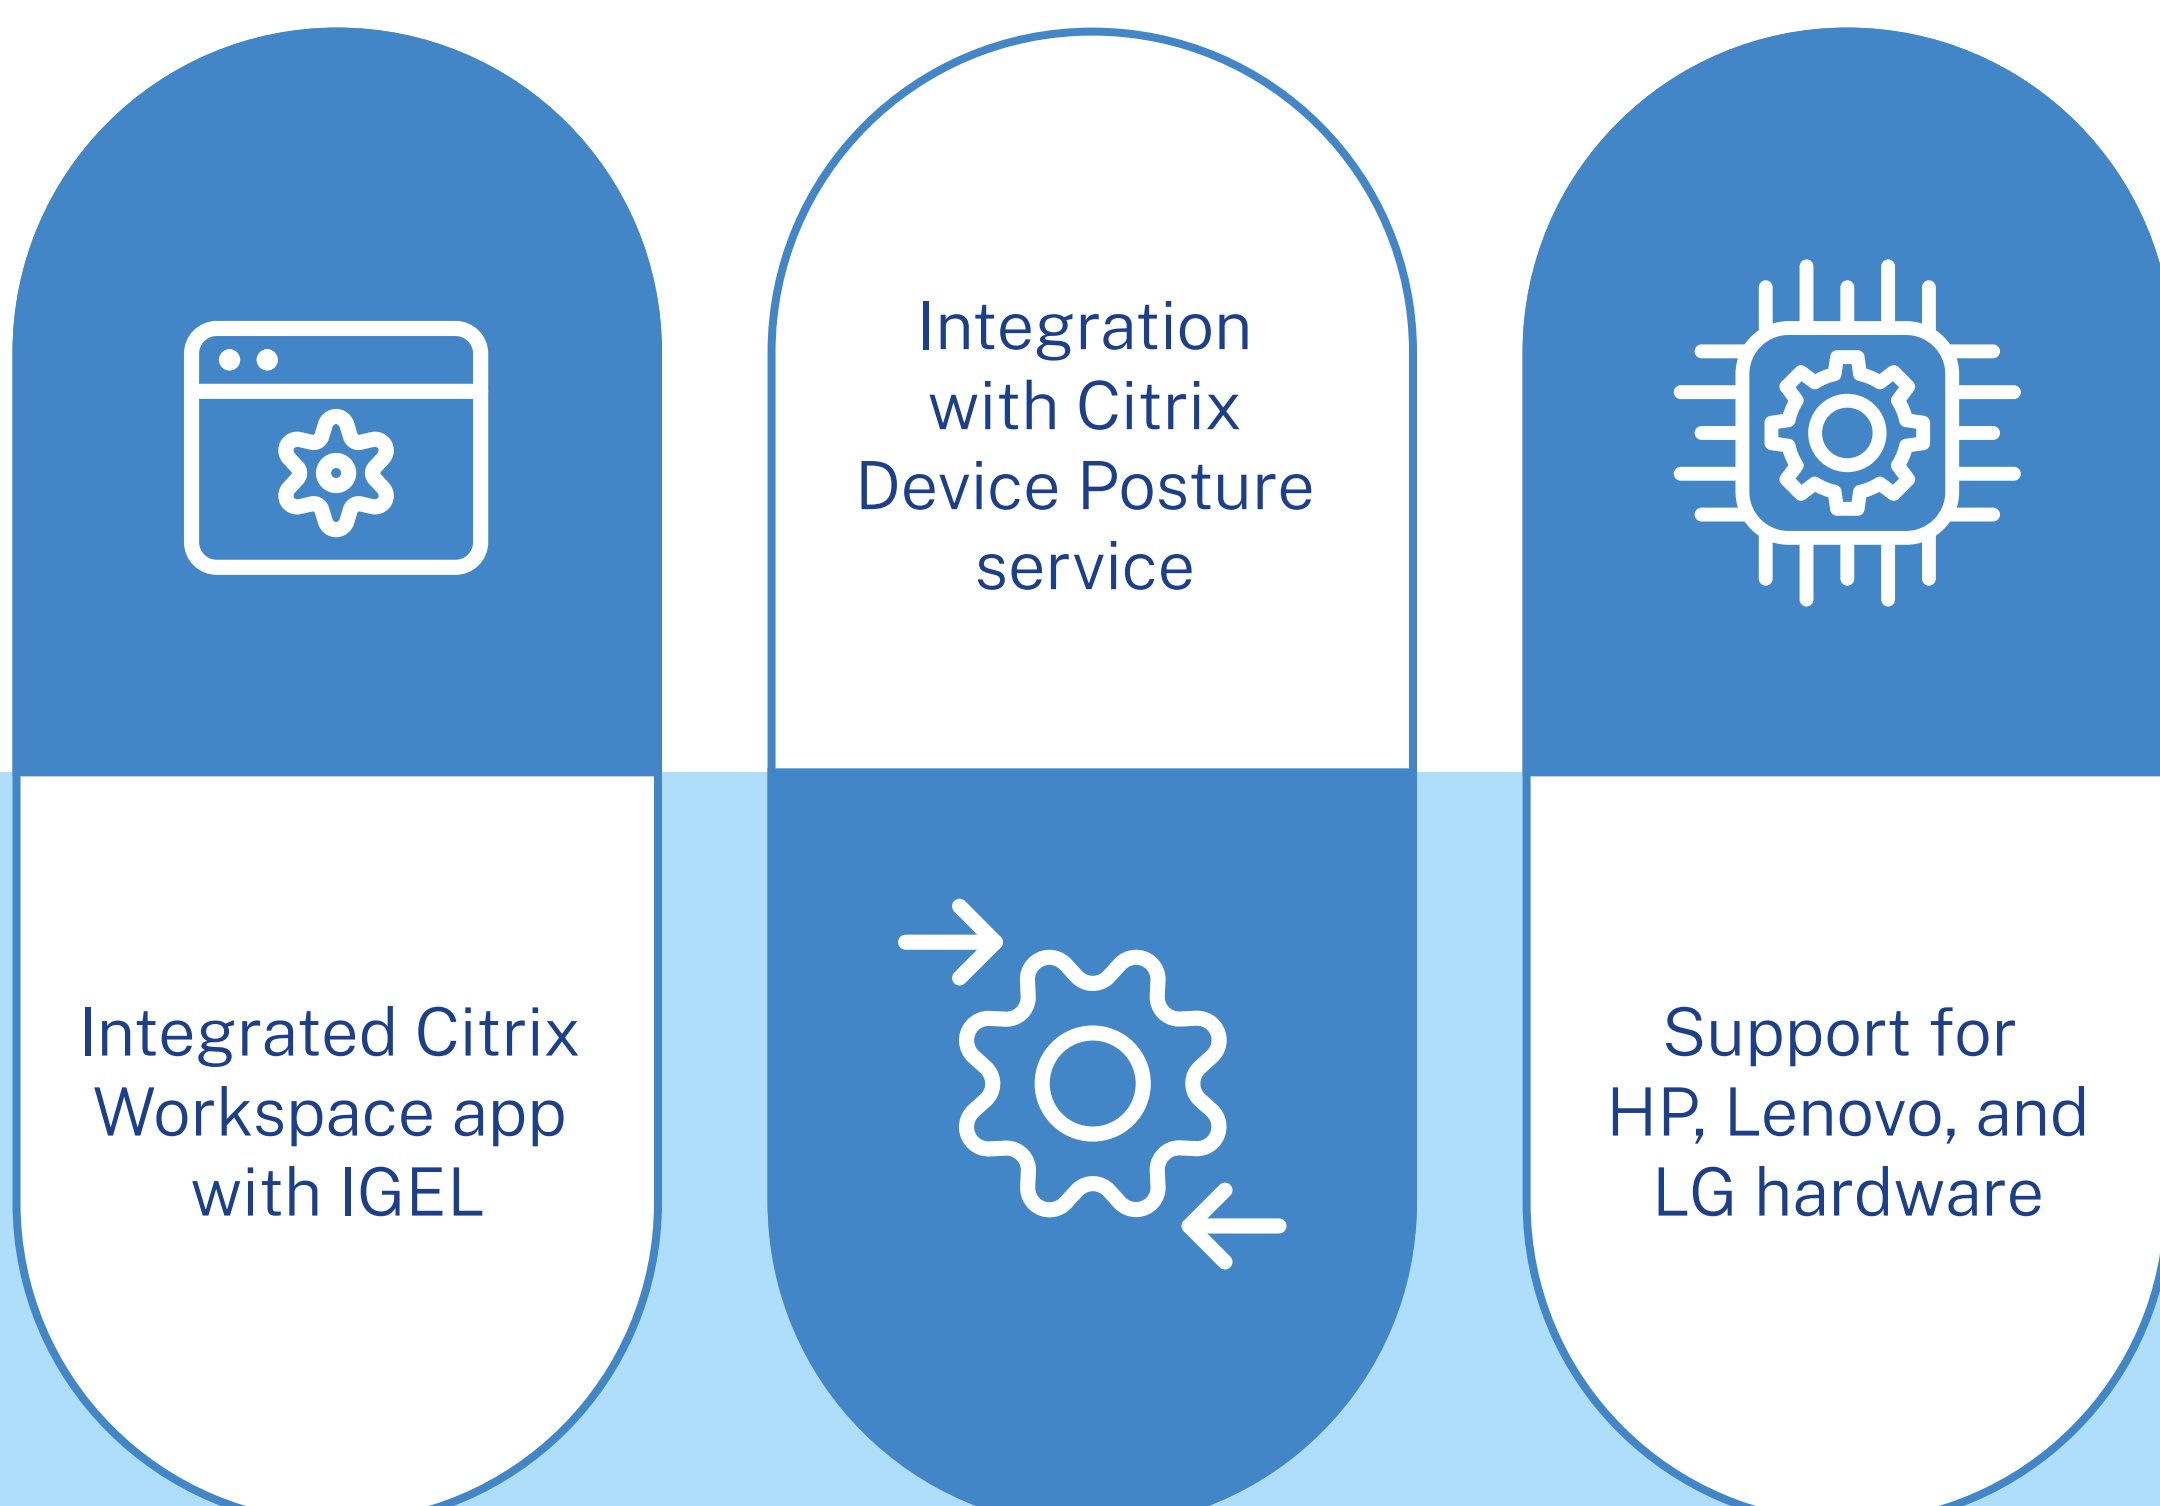 Integrated Citrix
Workspace app
with IGEL
Integration
with Citrix
Device Posture
service
Support for
HP, Lenovo, and
LG hardware